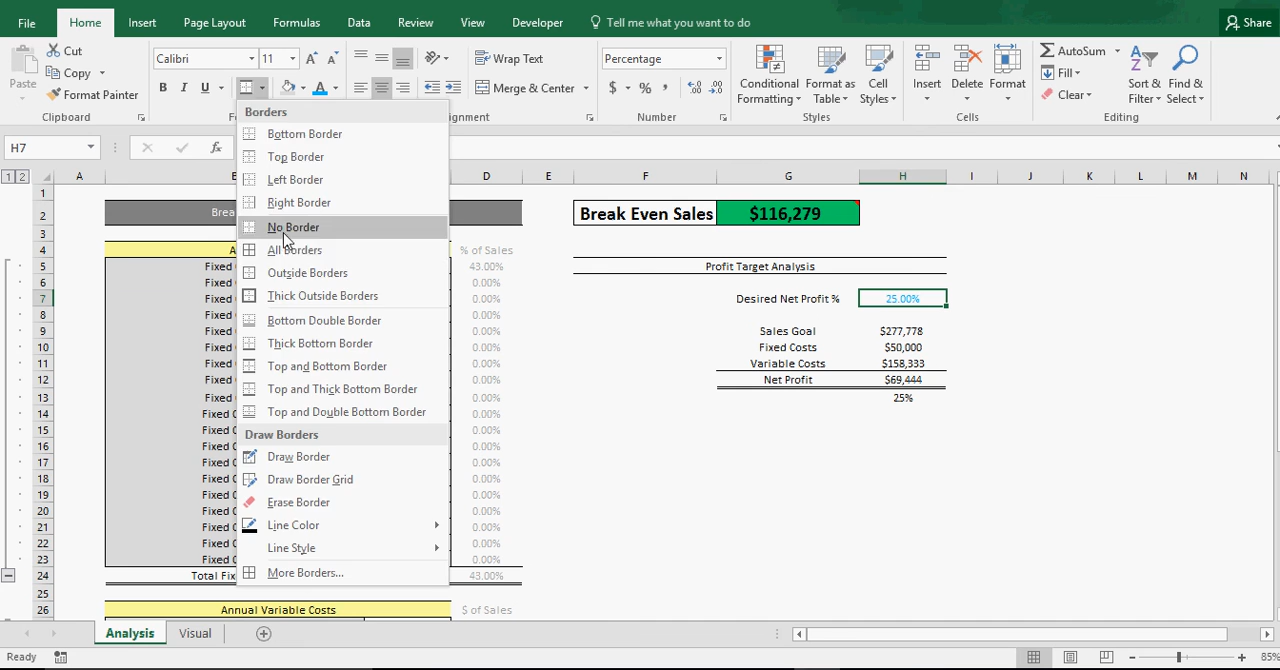 File Home Insert Page Layout Formulas Data Review View Developer Tell me what you want to do Share
Cut
Copy
Format Painter
Paste
Clipboard
Calibri 11 A A
B I U A
Wrap Text
Merge & Center
Percentage
$ % ,
Number
Conditional Formatting
Format as Table
Cell Styles
Styles
Insert Delete Format
Cells
AutoSum
Fill
Clear
Sort & Filter
Find & Select
Editing
H7 fx
Borders
Bottom Border
Top Border
Left Border
Right Border
No Border
All Borders
Outside Borders
Thick Outside Borders
Bottom Double Border
Thick Bottom Border
Top and Bottom Border
Top and Thick Bottom Border
Top and Double Bottom Border
Draw Borders
Draw Border
Draw Border Grid
Erase Border
Line Color
Line Style
More Borders...
1 2 A D E F G H I J K L M N
1
2 Break Even Sales $116,279
3
4 % of Sales
5 Fixed 43.00% Profit Target Analysis
6 Fixed 0.00%
7 Fixed 0.00% Desired Net Profit % 25.00%
8 Fixed 0.00%
9 Fixed 0.00% Sales Goal $277,778
10 Fixed 0.00% Fixed Costs $50,000
11 Fixed 0.00% Variable Costs $158,333
12 Fixed 0.00% Net Profit $69,444
13 Fixed 0.00% 25%
14 Fixed 0.00%
15 Fixed 0.00%
16 Fixed 0.00%
17 Fixed 0.00%
18 Fixed 0.00%
19 Fixed 0.00%
20 Fixed 0.00%
21 Fixed 0.00%
22 Fixed 0.00%
23 Fixed 0.00%
24 Total 43.00%
25
26 Annual Variable Costs $ of Sales
Analysis Visual
Ready 85%